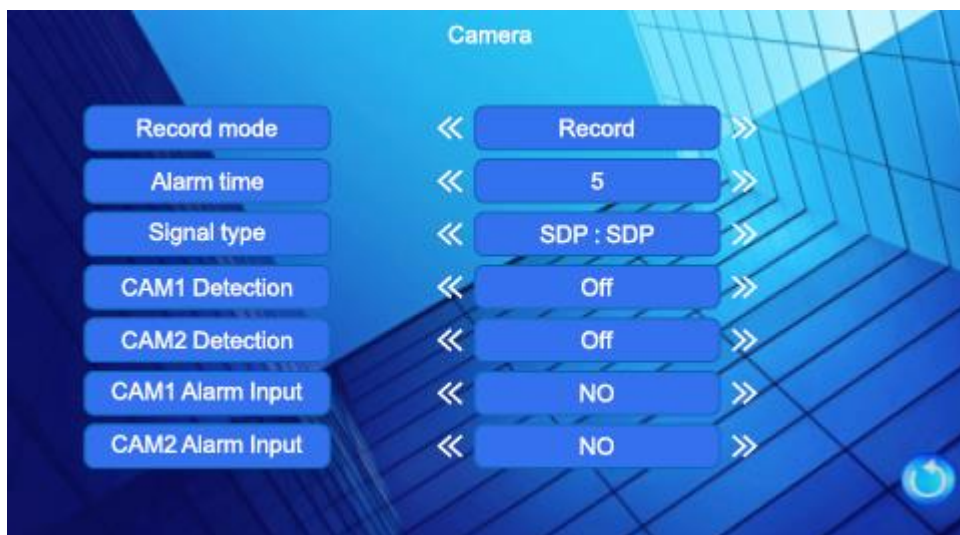 Camera
Record mode Record
Alarm time 5
Signal type SDP : SDP
CAM1 Detection Off
CAM2 Detection Off
CAM1 Alarm Input NO
CAM2 Alarm Input NO